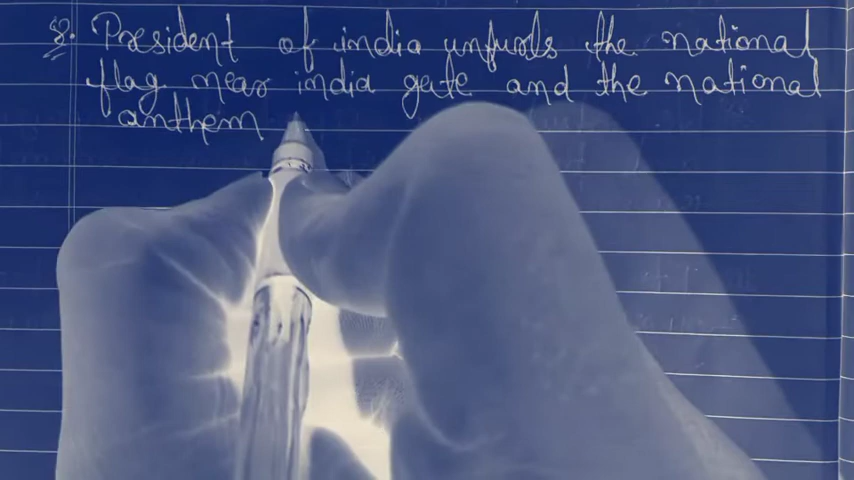 8. President of india unfurls the national
flag near india gate and the national
anthem